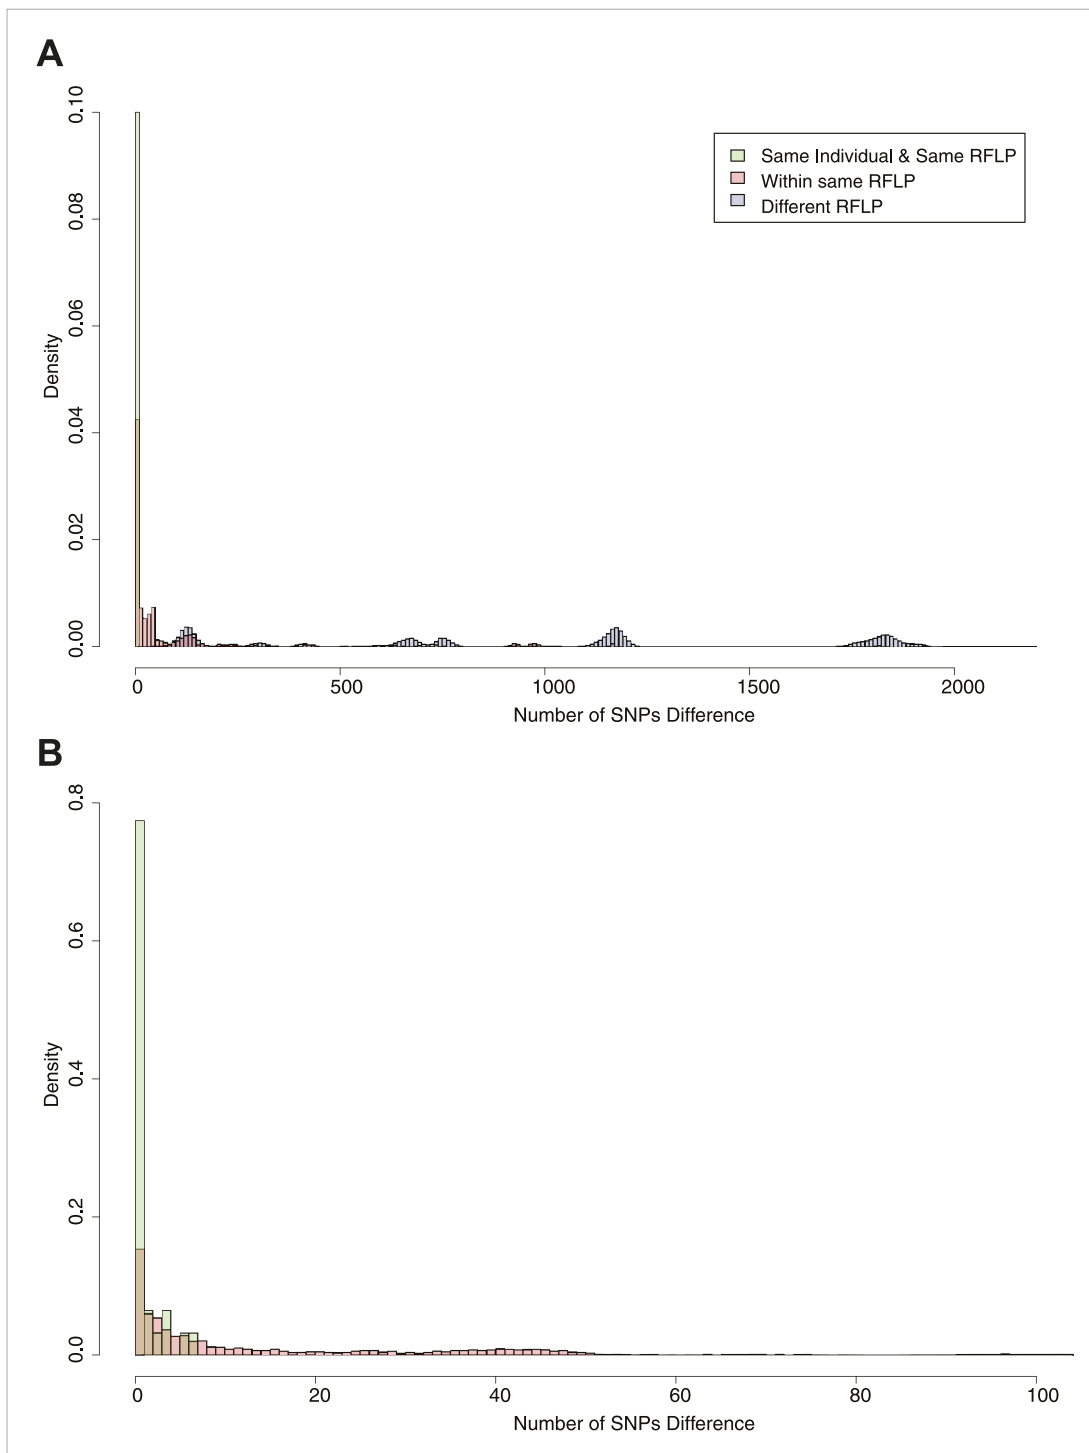 A
0.10
0.08
0.06
0.04
0.02
0.00
Density
Same Individual & Same RFLP
Within same RFLP
Different RFLP
0 500 1000 1500 2000
Number of SNPs Difference
B
0.8
0.6
0.4
0.2
0.0
Density
0 20 40 60 80 100
Number of SNPs Difference